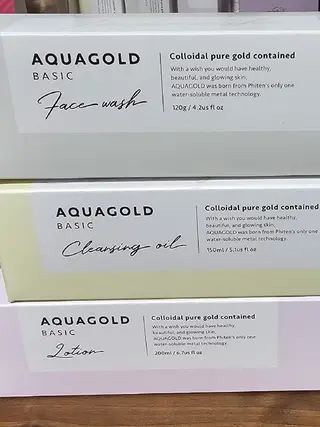 AQUAGOLD
BASIC
Face wash
Colloidal pure gold contained
With a wish you would have healthy,
beautiful, and glowing skin,
AQUAGOLD was born from Phiten's only one
water-soluble metal technology.
120g / 4.2us fl oz
AQUAGOLD
BASIC
Cleansing oil
Colloidal pure gold contained
With a wish you would have healthy,
beautiful, and glowing skin,
AQUAGOLD was born from Phiten's only one
water-soluble metal technology.
150ml / 5.1us fl oz
AQUAGOLD
BASIC
Lotion
Colloidal pure gold contained
With a wish you would have healthy,
beautiful, and glowing skin,
AQUAGOLD was born from Phiten's only one
water-soluble metal technology.
200ml / 6.7us fl oz